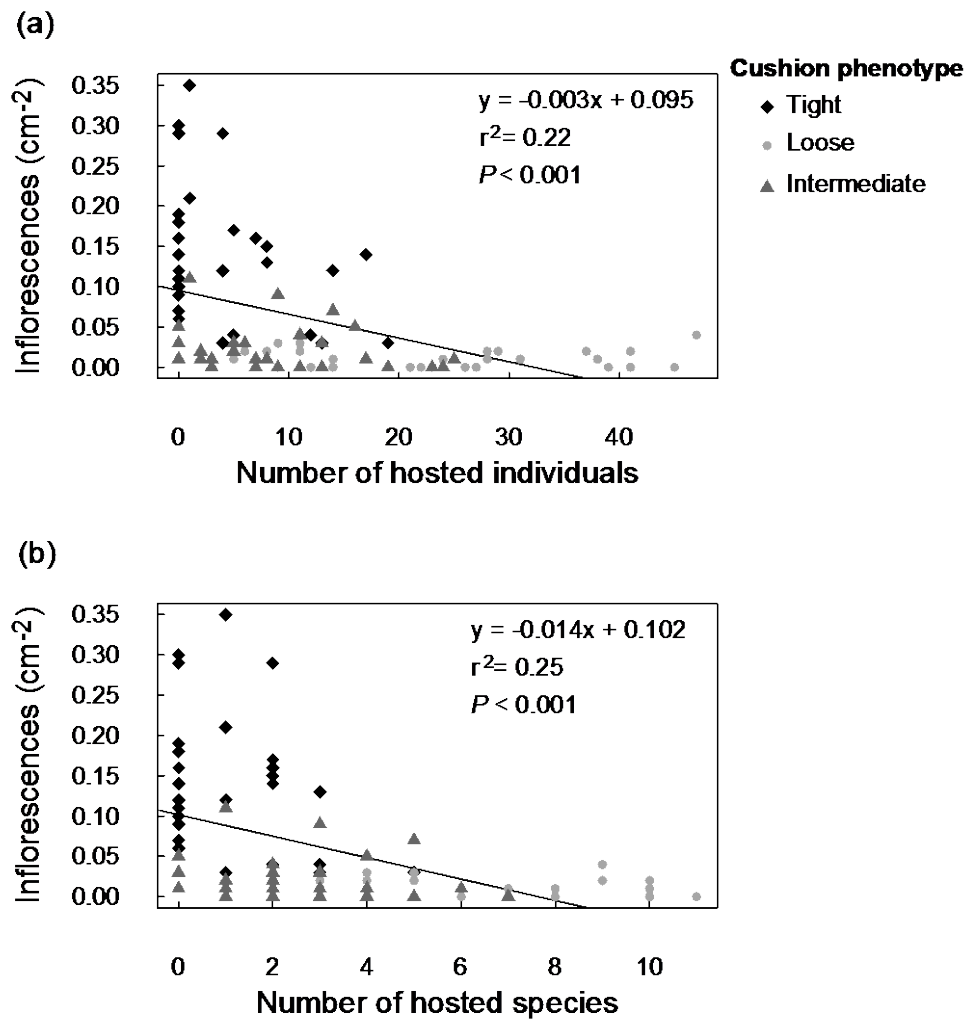 (a)
Cushion phenotype
Tight
Loose
Intermediate
y = -0.003x + 0.095
r²= 0.22
P < 0.001
Inflorescences (cm⁻²)
0.35
0.30
0.25
0.20
0.15
0.10
0.05
0.00
0 10 20 30 40
Number of hosted individuals
(b)
y = -0.014x + 0.102
r²= 0.25
P < 0.001
Inflorescences (cm⁻²)
0.35
0.30
0.25
0.20
0.15
0.10
0.05
0.00
0 2 4 6 8 10
Number of hosted species